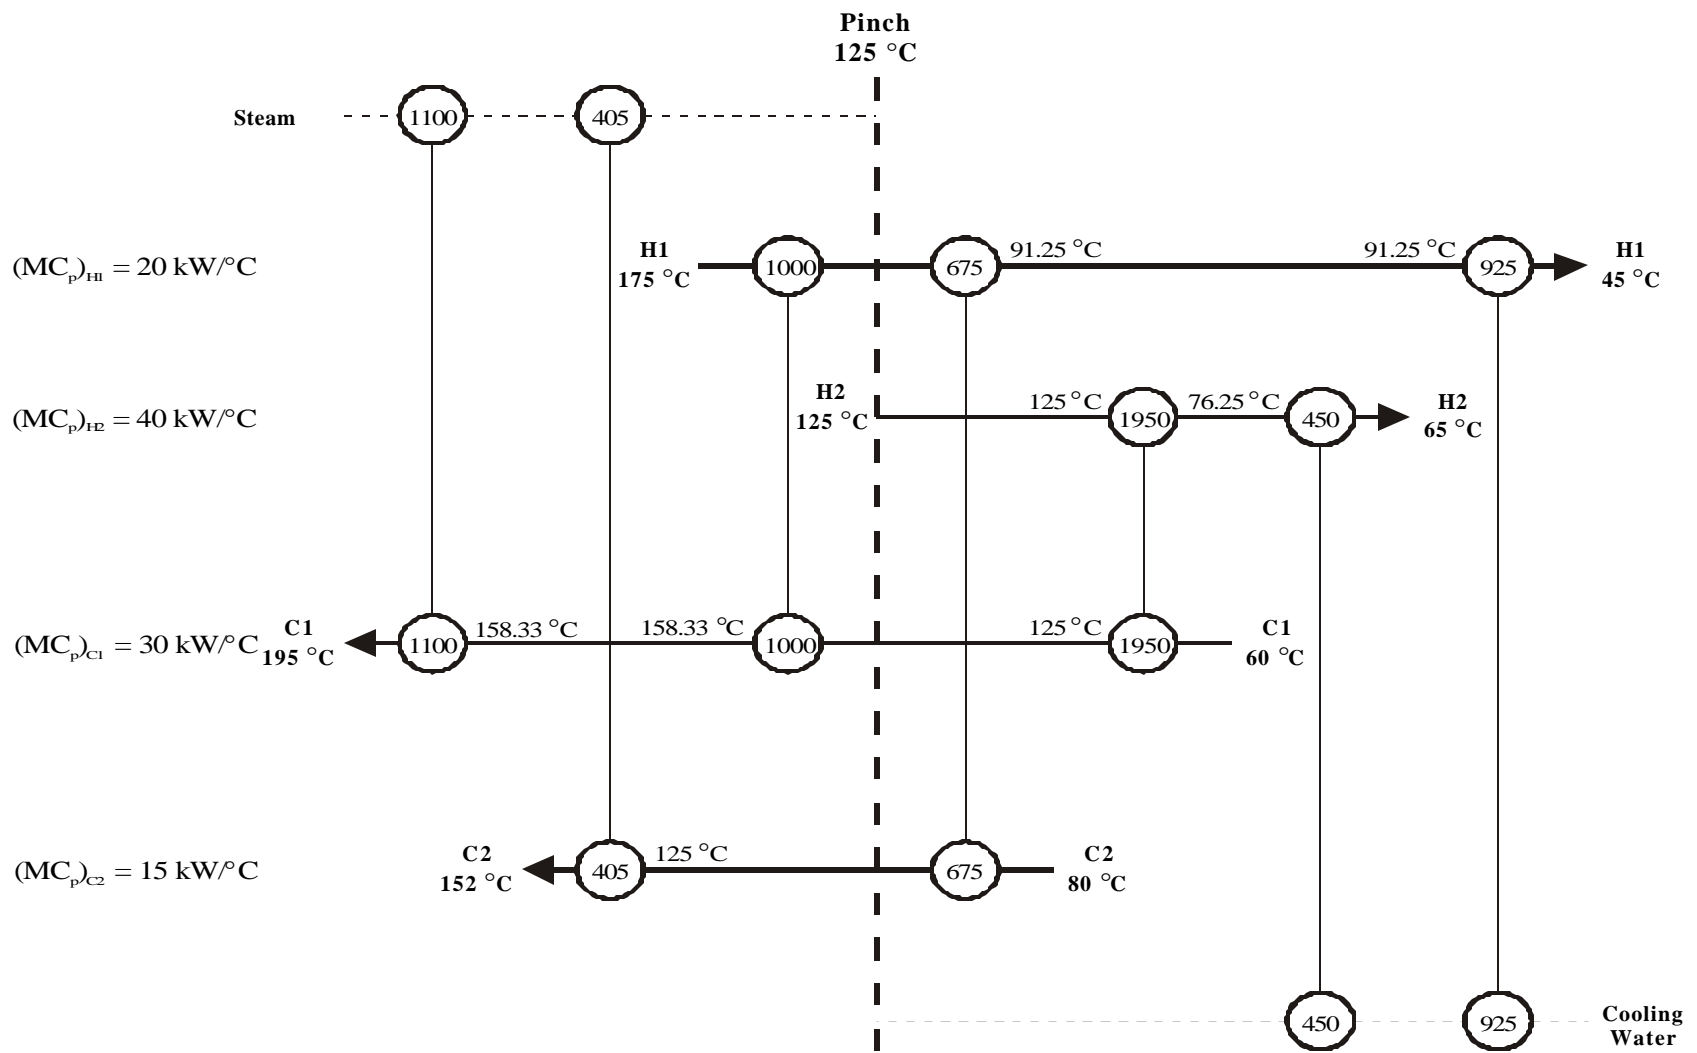 Pinch
125 °C
Steam
1100
405
(MCp)H1 = 20 kW/°C
H1
175 °C
1000
675
91.25 °C
91.25 °C
925
H1
45 °C
(MCp)H2 = 40 kW/°C
H2
125 °C
125 °C
1950
76.25 °C
450
H2
65 °C
(MCp)C1 = 30 kW/°C
C1
195 °C
1100
158.33 °C
158.33 °C
1000
125 °C
1950
C1
60 °C
(MCp)C2 = 15 kW/°C
C2
152 °C
405
125 °C
675
C2
80 °C
450
925
Cooling
Water